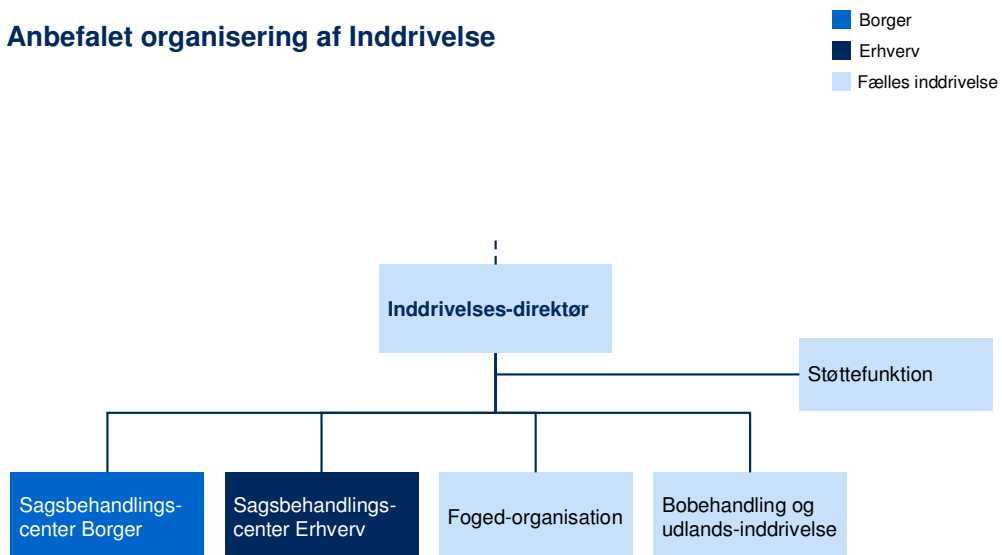 Anbefalet organisering af Inddrivelse
Borger
Erhverv
Fælles inddrivelse
Inddrivelses-direktør
Støttefunktion
Sagsbehandlings-
center Borger
Sagsbehandlings-
center Erhverv
Foged-organisation
Bobehandling og
udlands-inddrivelse